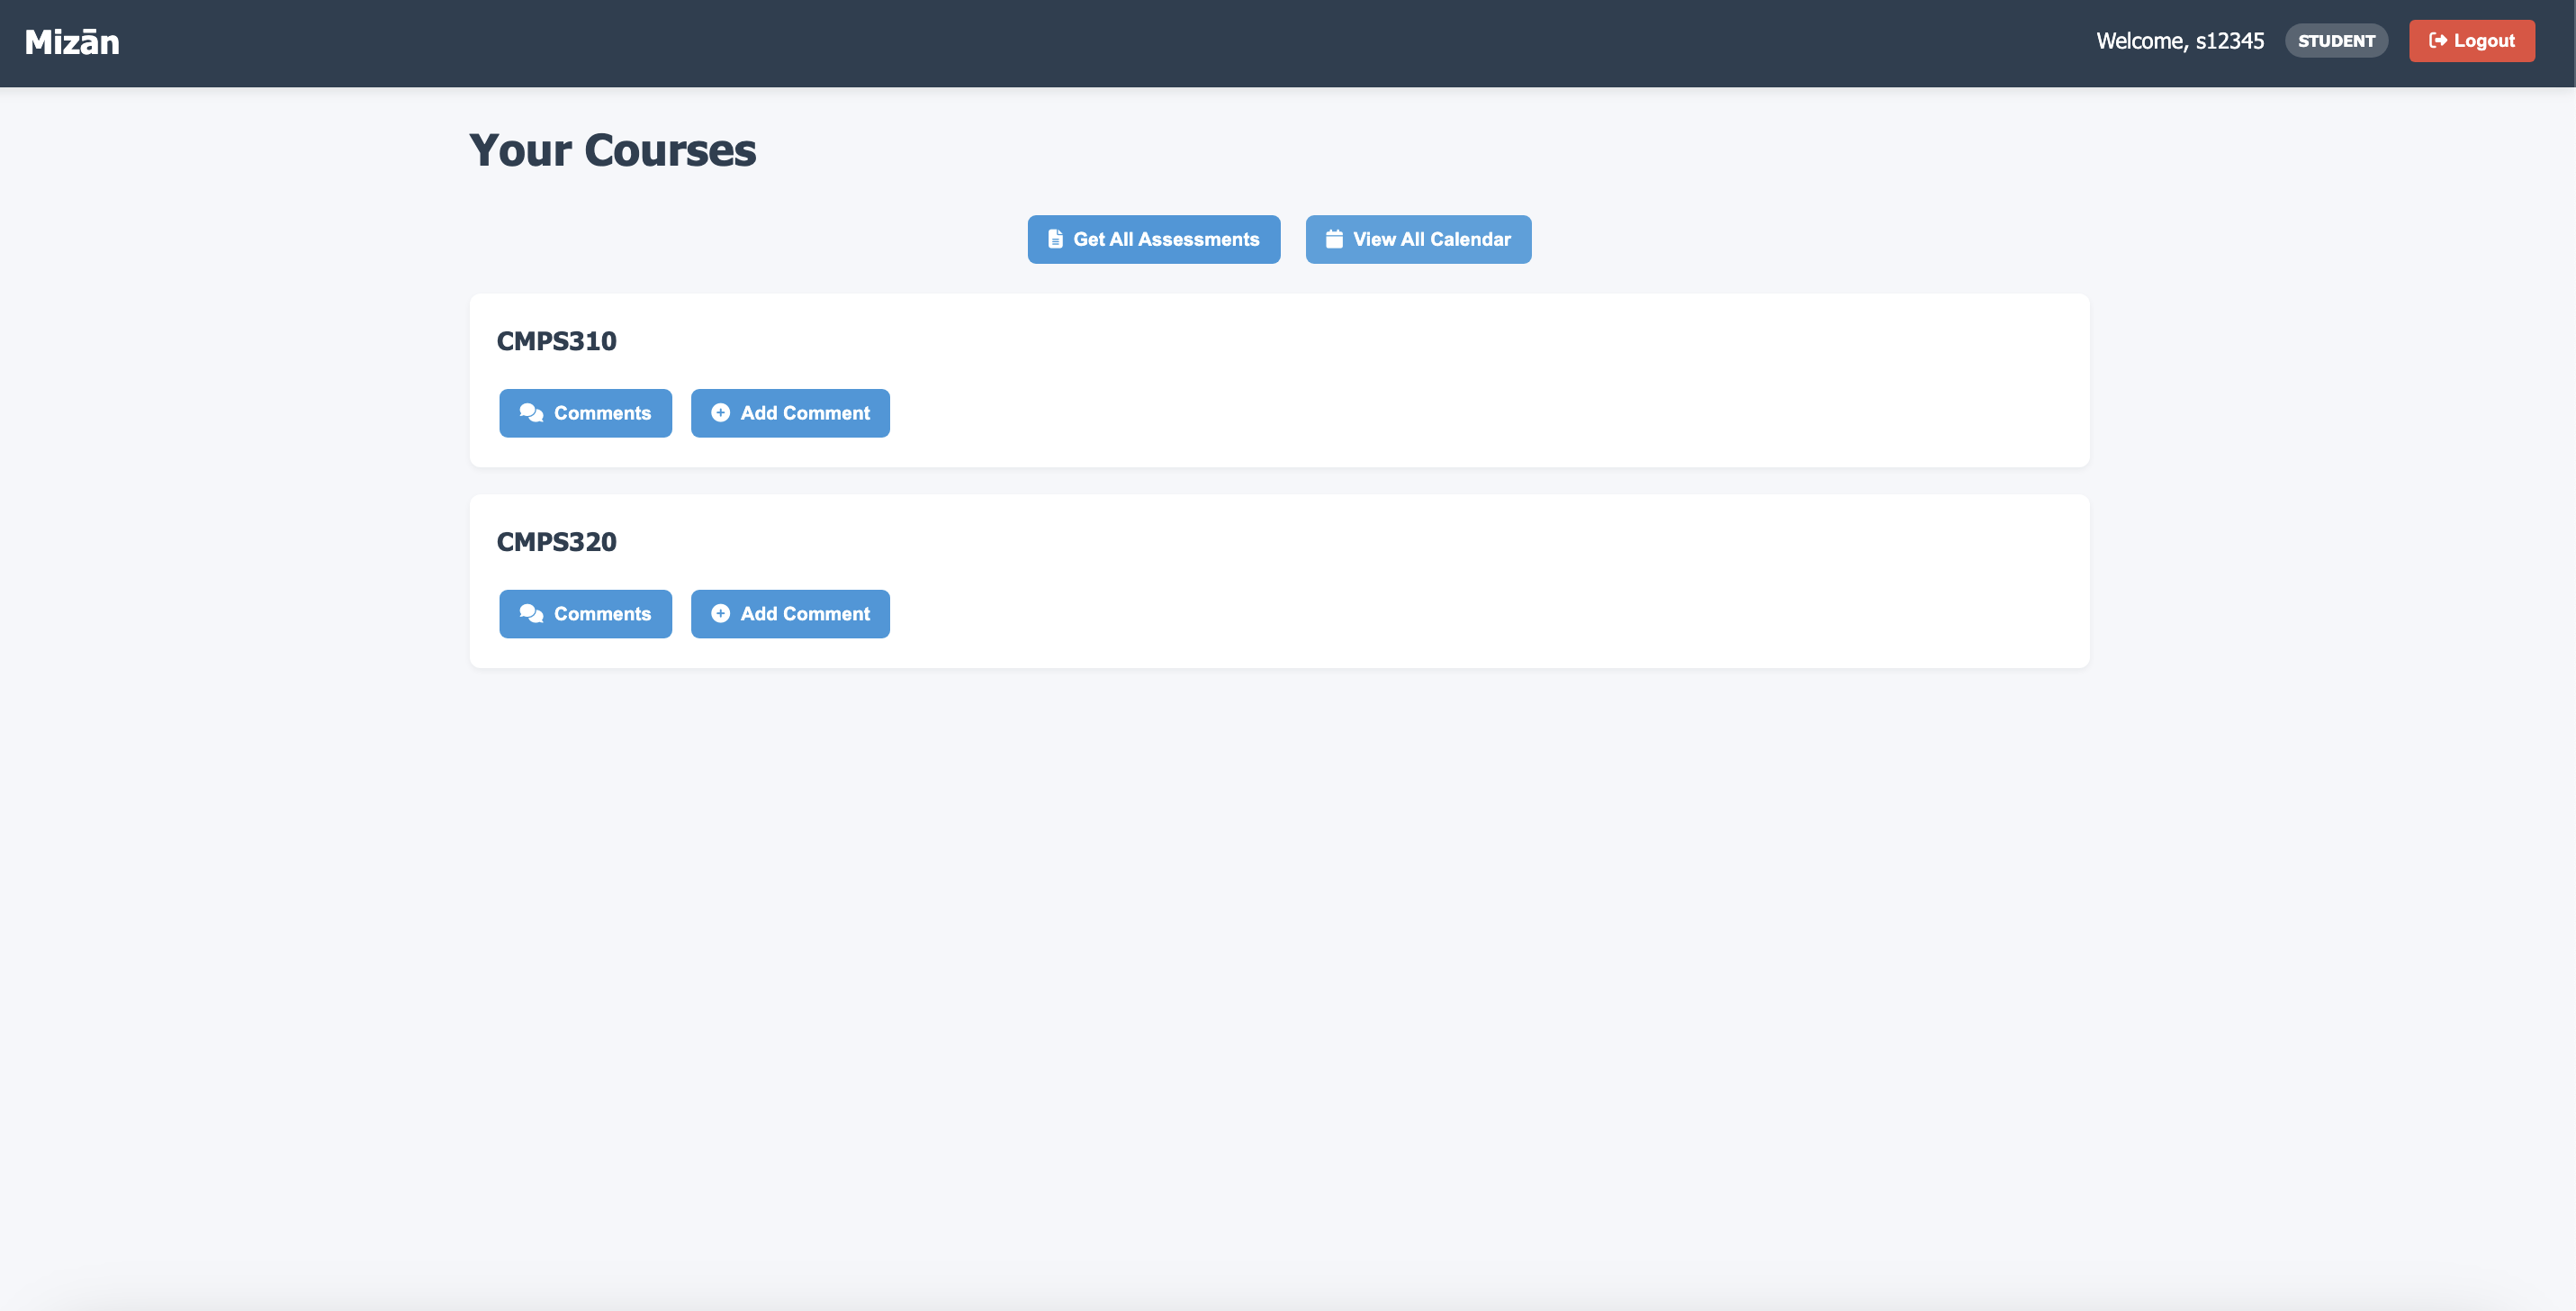 Mizān
Welcome, s12345 STUDENT Logout
Your Courses
Get All Assessments View All Calendar
CMPS310
Comments Add Comment
CMPS320
Comments Add Comment